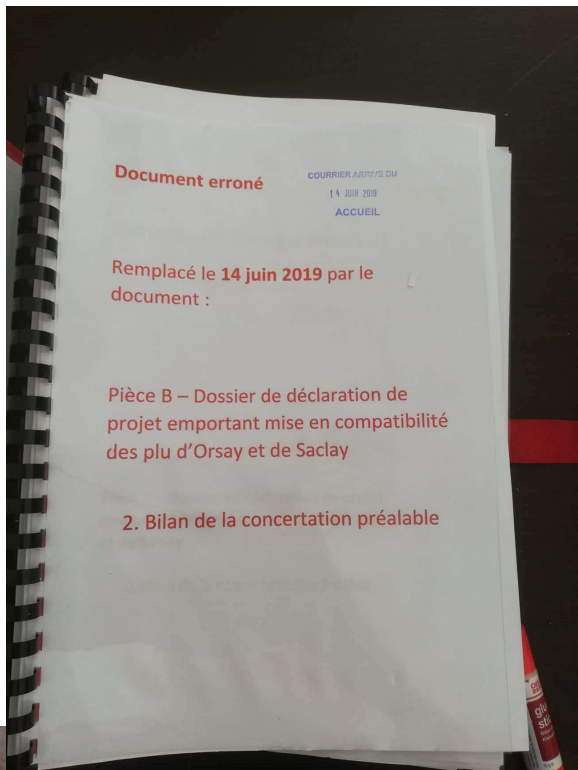 Document erroné
COURRIER ARRIVE DU
14 JUIN 2019
ACCUEIL
Remplacé le 14 juin 2019 par le
document :
Pièce B – Dossier de déclaration de
projet emportant mise en compatibilité
des plu d'Orsay et de Saclay
2. Bilan de la concertation préalable
glu
stic